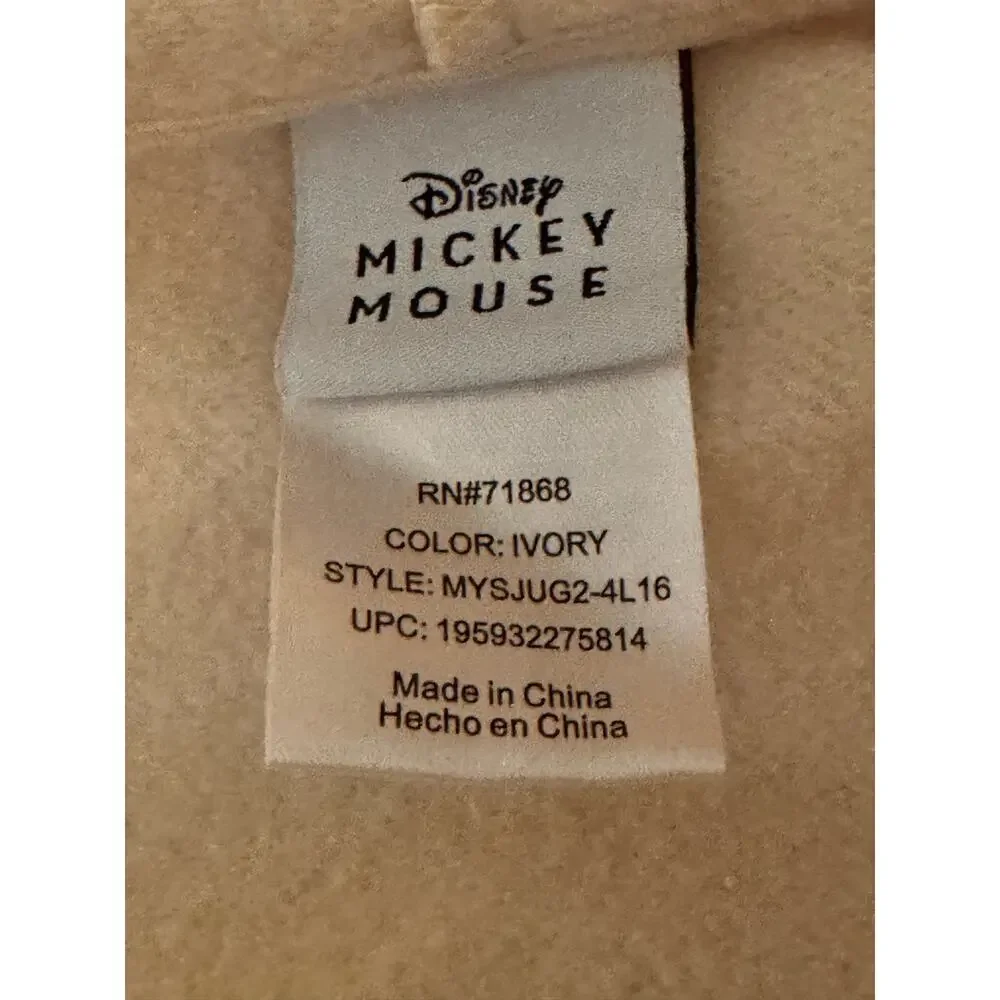 Disney
MICKEY
MOUSE
RN#71868
COLOR: IVORY
STYLE: MYSJUG2-4L16
UPC: 195932275814
Made in China
Hecho en China